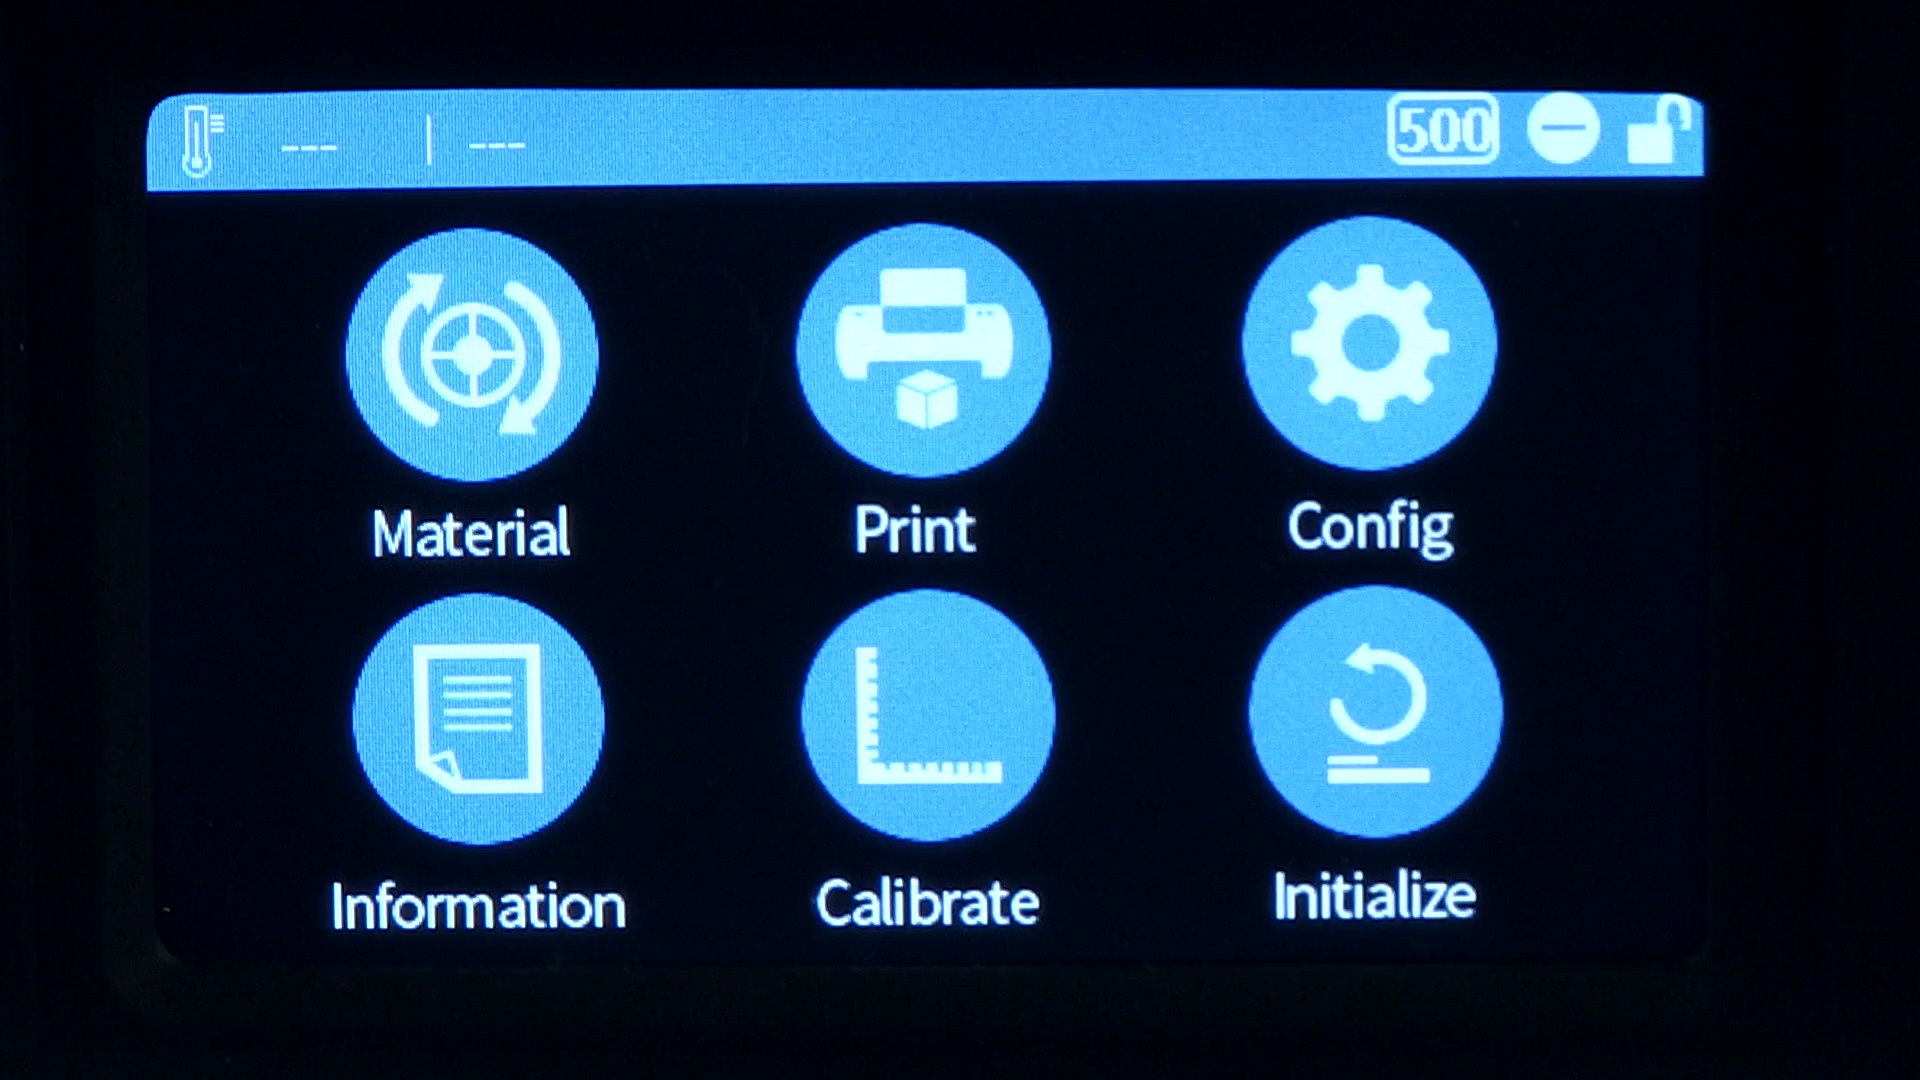 --- | ---
500
Material
Print
Config
Information
Calibrate
Initialize